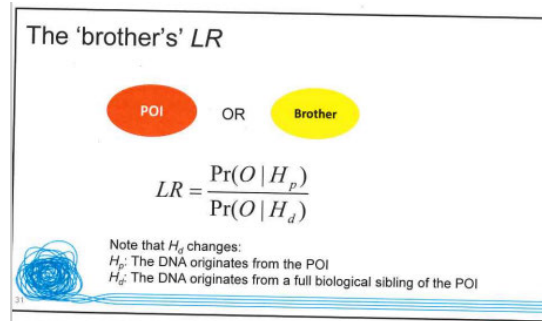 The 'brother's' LR
POI OR Brother
LR = Pr(O | Hp) / Pr(O | Hd)
Note that Hd changes:
Hp: The DNA originates from the POI
Hd: The DNA originates from a full biological sibling of the POI
31